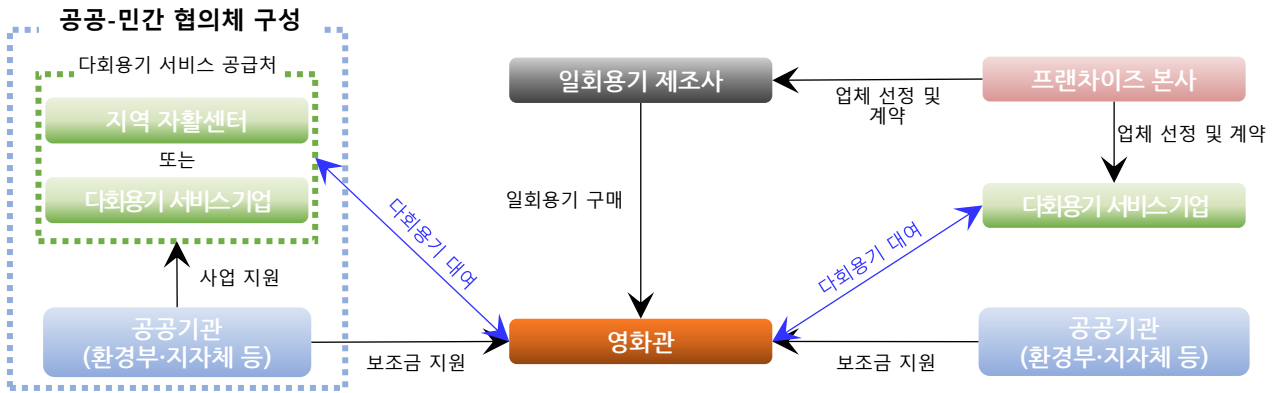 공공-민간 협의체 구성
다회용기 서비스 공급처
지역 자활센터
또는
다회용기 서비스기업
사업 지원
공공기관
(환경부·지자체 등)
다회용기 대여
보조금 지원
일회용기 제조사
일회용기 구매
영화관
업체 선정 및
계약
프랜차이즈 본사
업체 선정 및 계약
다회용기 서비스기업
다회용기 대여
보조금 지원
공공기관
(환경부·지자체 등)